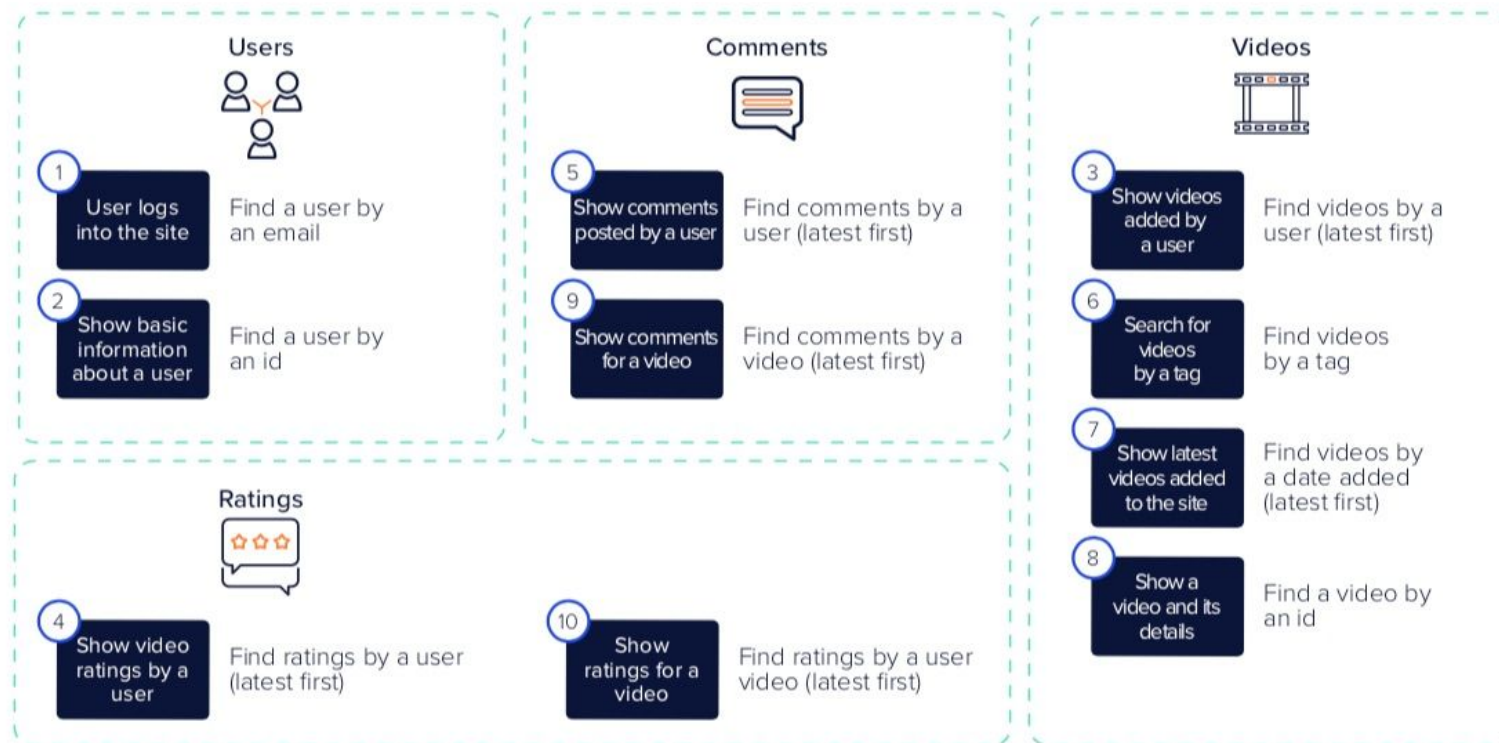 Users
1
User logs
into the site
Find a user by
an email
2
Show basic
information
about a user
Find a user by
an id
Comments
5
Show comments
posted by a user
Find comments by a
user (latest first)
9
Show comments
for a video
Find comments by a
video (latest first)
Videos
3
Show videos
added by
a user
Find videos by a
user (latest first)
6
Search for
videos
by a tag
Find videos
by a tag
7
Show latest
videos added
to the site
Find videos by
a date added
(latest first)
8
Show a
video and its
details
Find a video by
an id
Ratings
4
Show video
ratings by a
user
Find ratings by a user
(latest first)
10
Show
ratings for a
video
Find ratings by a user
video (latest first)